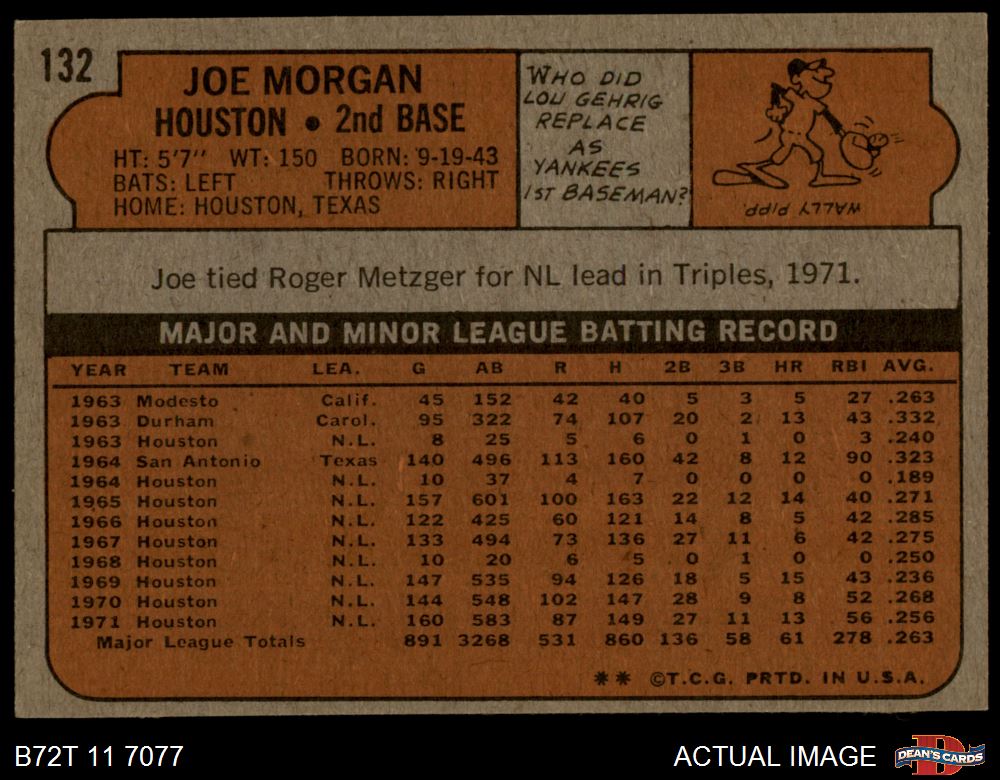 132
JOE MORGAN
HOUSTON • 2nd BASE
HT: 5'7" WT: 150 BORN: 9-19-43
BATS: LEFT THROWS: RIGHT
HOME: HOUSTON, TEXAS
WHO DID
LOU GEHRIG
REPLACE
AS
YANKEES
1ST BASEMAN?
WALLY PIPP
Joe tied Roger Metzger for NL lead in Triples, 1971.
MAJOR AND MINOR LEAGUE BATTING RECORD
YEAR TEAM LEA. G AB R H 2B 3B HR RBI AVG.
1963 Modesto Calif. 45 152 42 40 5 3 5 27 .263
1963 Durham Carol. 95 322 74 107 20 2 13 43 .332
1963 Houston N.L. 8 25 5 6 0 1 0 3 .240
1964 San Antonio Texas 140 496 113 160 42 8 12 90 .323
1964 Houston N.L. 10 37 4 7 0 0 0 0 .189
1965 Houston N.L. 157 601 100 163 22 12 14 40 .271
1966 Houston N.L. 122 425 60 121 14 8 5 42 .285
1967 Houston N.L. 133 494 73 136 27 11 6 42 .275
1968 Houston N.L. 10 20 6 5 0 1 0 0 .250
1969 Houston N.L. 147 535 94 126 18 5 15 43 .236
1970 Houston N.L. 144 548 102 147 28 9 8 52 .268
1971 Houston N.L. 160 583 87 149 27 11 13 56 .256
Major League Totals 891 3268 531 860 136 58 61 278 .263
** ©T.C.G. PRTD. IN U.S.A.
B72T 11 7077
ACTUAL IMAGE
D
DEAN'S CARDS